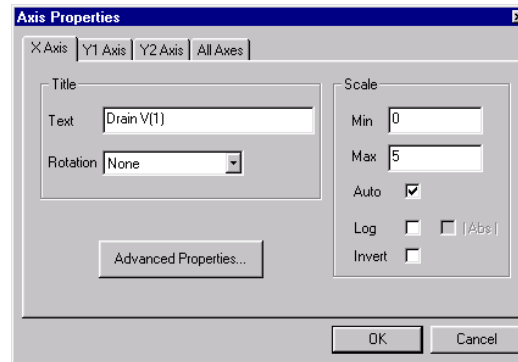 Axis Properties
X Axis Y1 Axis Y2 Axis All Axes
Title
Text Drain V(1)
Rotation None
Advanced Properties...
Scale
Min 0
Max 5
Auto
Log |Abs|
Invert
OK Cancel